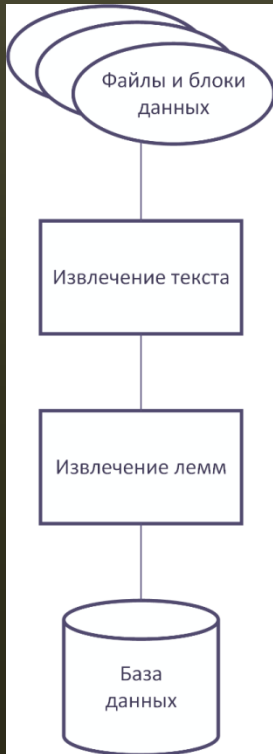 Файлы и блоки
данных
Извлечение текста
Извлечение лемм
База
данных